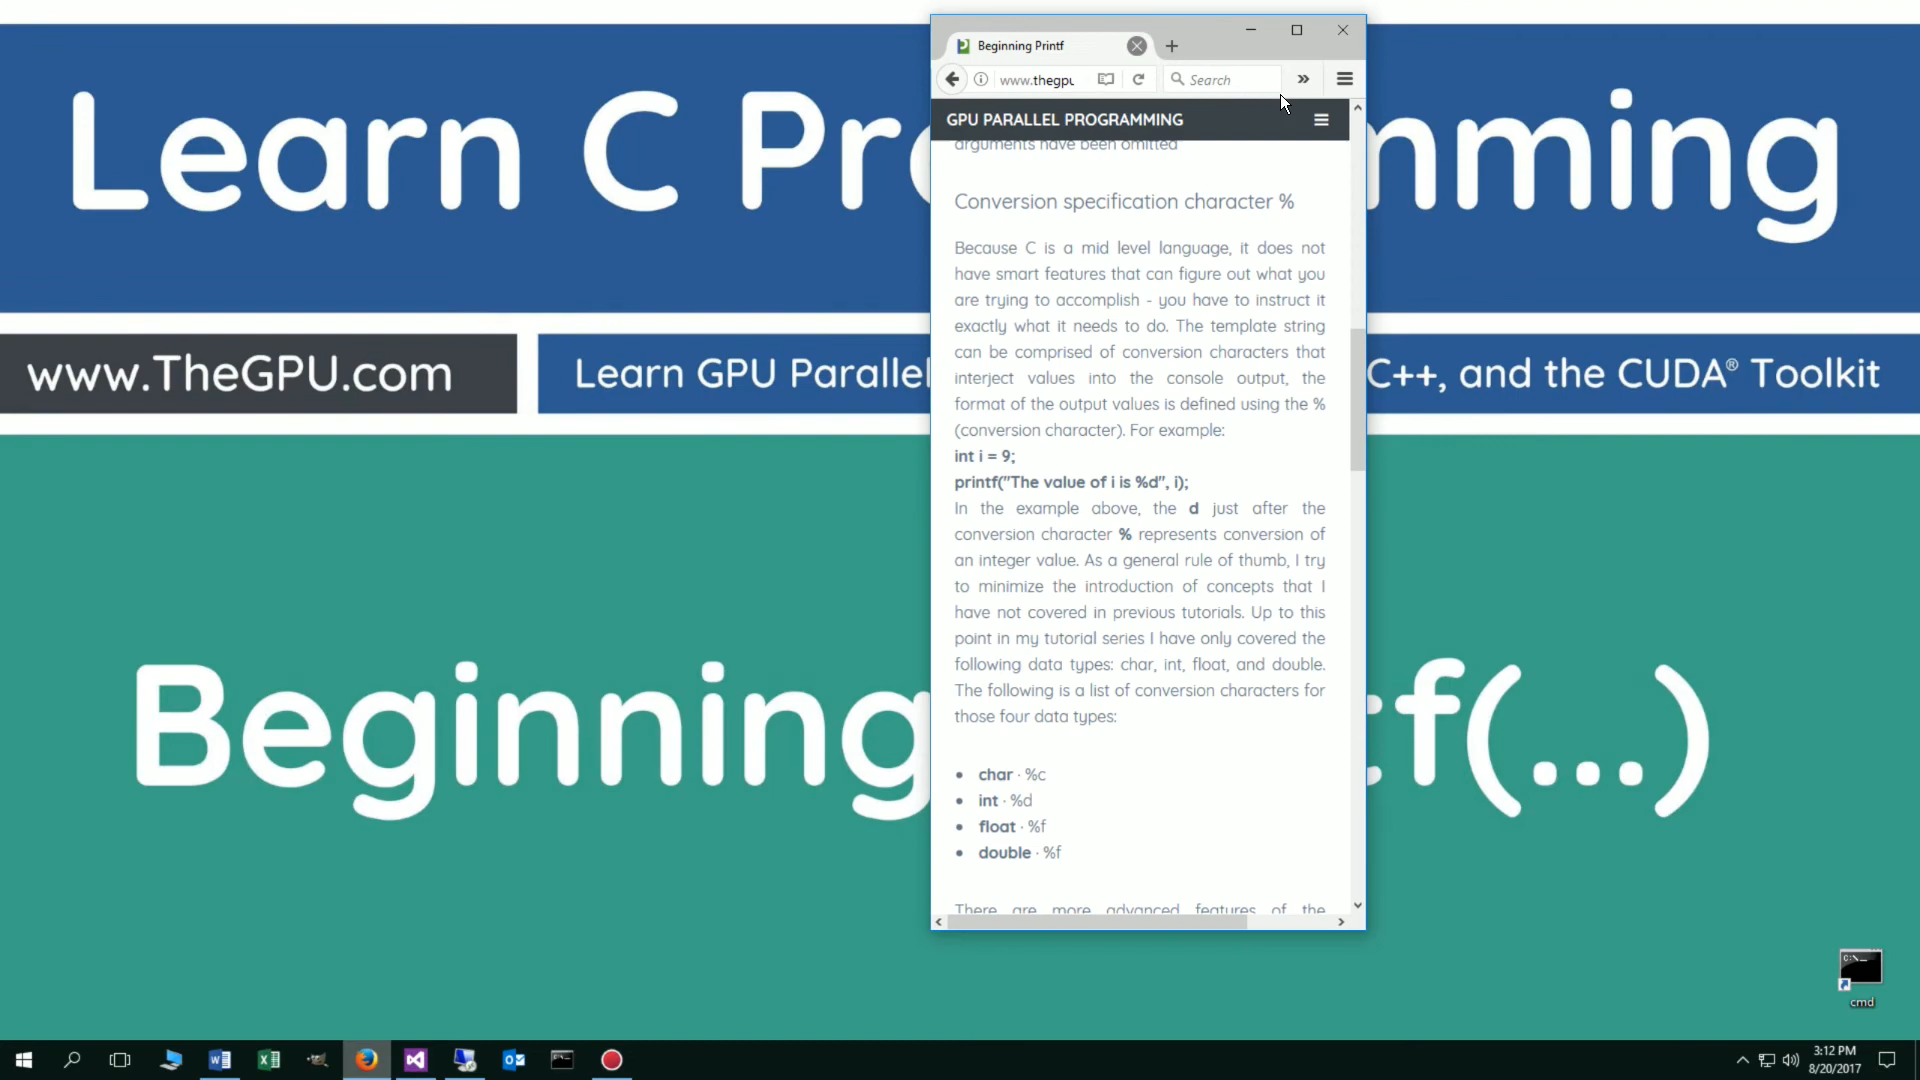 Learn C Pro
mming
www.TheGPU.com
Learn GPU Parallel
C++, and the CUDA® Toolkit
Beginning
tf(...)
Beginning Printf
www.thegpu
Search
GPU PARALLEL PROGRAMMING
arguments have been omitted
Conversion specification character %
Because C is a mid level language, it does not
have smart features that can figure out what you
are trying to accomplish - you have to instruct it
exactly what it needs to do. The template string
can be comprised of conversion characters that
interject values into the console output, the
format of the output values is defined using the %
(conversion character). For example:
int i = 9;
printf("The value of i is %d", i);
In the example above, the d just after the
conversion character % represents conversion of
an integer value. As a general rule of thumb, I try
to minimize the introduction of concepts that I
have not covered in previous tutorials. Up to this
point in my tutorial series I have only covered the
following data types: char, int, float, and double.
The following is a list of conversion characters for
those four data types:
• char · %c
• int · %d
• float · %f
• double · %f
There are more advanced features of the
cmd
3:12 PM
8/20/2017